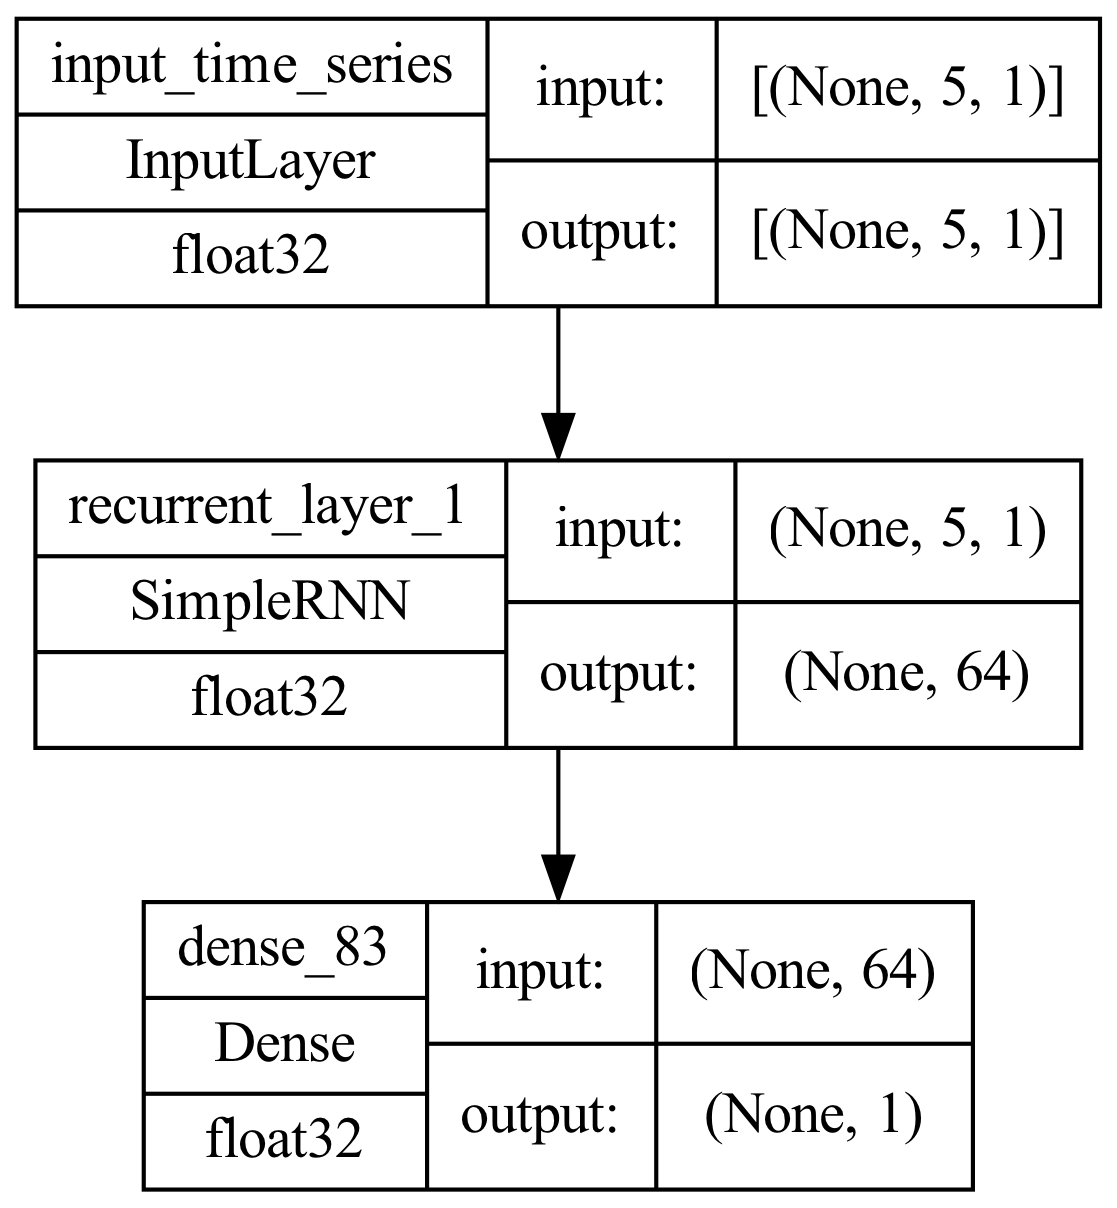 input_time_series
InputLayer
float32
input:
[(None, 5, 1)]
output:
[(None, 5, 1)]
recurrent_layer_1
SimpleRNN
float32
input:
(None, 5, 1)
output:
(None, 64)
dense_83
Dense
float32
input:
(None, 64)
output:
(None, 1)